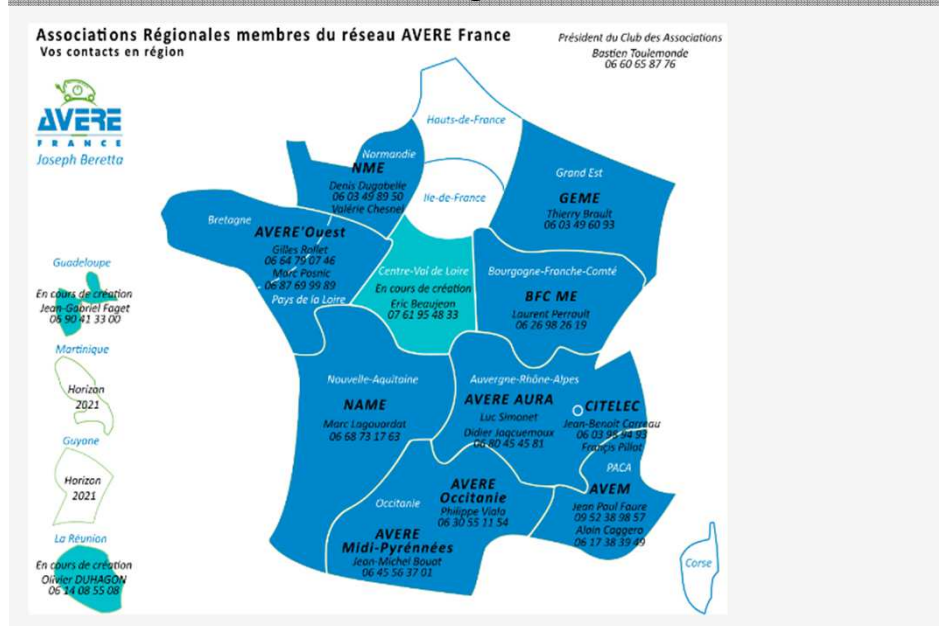 Associations Régionales membres du réseau AVERE France
Vos contacts en région
Président du Club des Associations
Bastien Toulemonde
06 60 65 87 76
AVERE
FRANCE
Joseph Beretta
Hauts-de-France
Normandie
NME
Denis Dugabelle
06 03 49 89 50
Valérie Chesnel
Ile-de-France
Grand Est
GEME
Thierry Brault
06 03 49 60 93
Bretagne
AVERE'Ouest
Gilles Rollet
06 64 79 07 46
Marc Posnic
06 87 69 99 89
Pays de la Loire
Centre-Val de Loire
En cours de création
Eric Beaujean
07 61 95 48 33
Bourgogne-Franche-Comté
BFC ME
Laurent Perrault
06 26 98 26 19
Guadeloupe
En cours de création
Jean-Gabriel Faget
05 90 41 33 00
Martinique
Horizon
2021
Guyane
Horizon
2021
La Réunion
En cours de création
Olivier DUHAGON
06 14 08 55 08
Nouvelle-Aquitaine
NAME
Marc Lagouardat
06 68 73 17 63
Auvergne-Rhône-Alpes
AVERE AURA
Luc Simonet
Didier Jaqcuemoux
06 80 45 45 81
CITELEC
Jean-Benoit Carreau
06 03 98 94 93
François Pillot
PACA
AVEM
Jean Paul Faure
09 52 38 98 57
Alain Caggero
06 17 38 39 49
Occitanie
AVERE
Occitanie
Philippe Vialo
06 30 55 11 54
AVERE
Midi-Pyrénnées
Jean-Michel Bouat
06 45 56 37 01
Corse